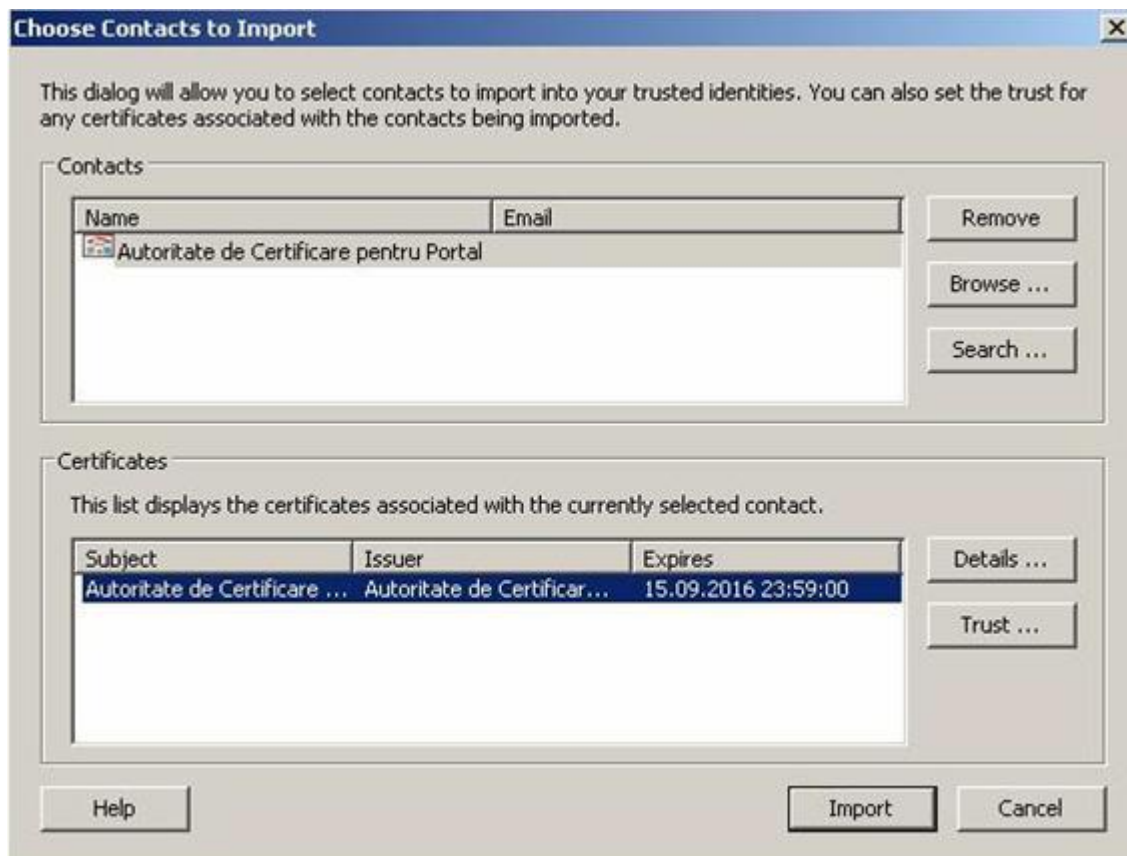 Choose Contacts to Import
This dialog will allow you to select contacts to import into your trusted identities. You can also set the trust for
any certificates associated with the contacts being imported.
Contacts
Name Email
Autoritate de Certificare pentru Portal
Remove
Browse ...
Search ...
Certificates
This list displays the certificates associated with the currently selected contact.
Subject Issuer Expires
Autoritate de Certificare ... Autoritate de Certificar... 15.09.2016 23:59:00
Details ...
Trust ...
Help Import Cancel